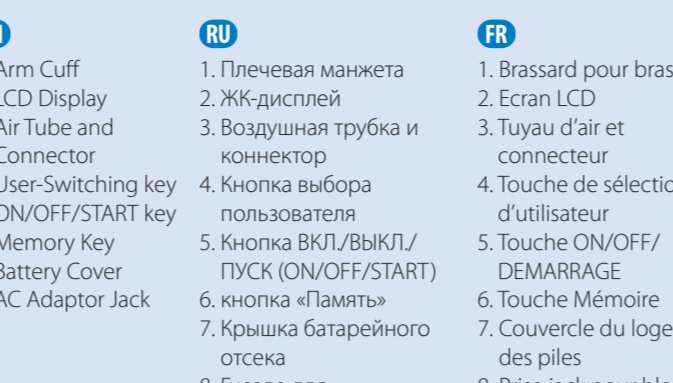 Arm Cuff
LCD Display
Air Tube and
Connector
User-Switching key
ON/OFF/START key
Memory Key
Battery Cover
AC Adaptor Jack
RU
1. Плечевая манжета
2. ЖК-дисплей
3. Воздушная трубка и
коннектор
4. Кнопка выбора
пользователя
5. Кнопка ВКЛ./ВЫКЛ./
ПУСК (ON/OFF/START)
6. кнопка «Память»
7. Крышка батарейного
отсека
FR
1. Brassard pour bras
2. Ecran LCD
3. Tuyau d’air et
connecteur
4. Touche de sélectio
d’utilisateur
5. Touche ON/OFF/
DEMARRAGE
6. Touche Mémoire
7. Couvercle du loge
des piles